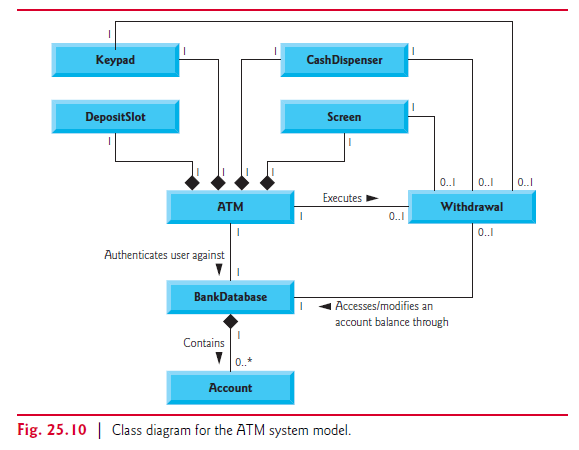 1
Keypad
1
1
CashDispenser
1
DepositSlot
1
Screen
1
1
1
1
1
1
0..1
0..1
0..1
ATM
1
Executes
0..1
Withdrawal
1
0..1
Authenticates user against
1
BankDatabase
1
Accesses/modifies an
account balance through
1
Contains
0..*
Account
Fig. 25.10 | Class diagram for the ATM system model.